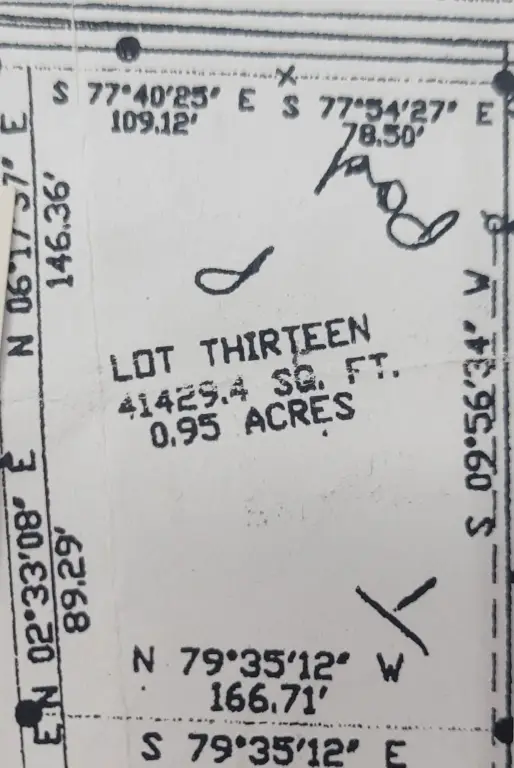 S 77°40'25" E
109.12'
S 77°54'27" E
78.50'
N 06°17'57" E
146.36'
LOT THIRTEEN
41429.4 SQ. FT.
0.95 ACRES
S 09°56'34" W
N 02°33'08" E
89.29'
N 79°35'12" W
166.71'
E
S 79°35'12" E